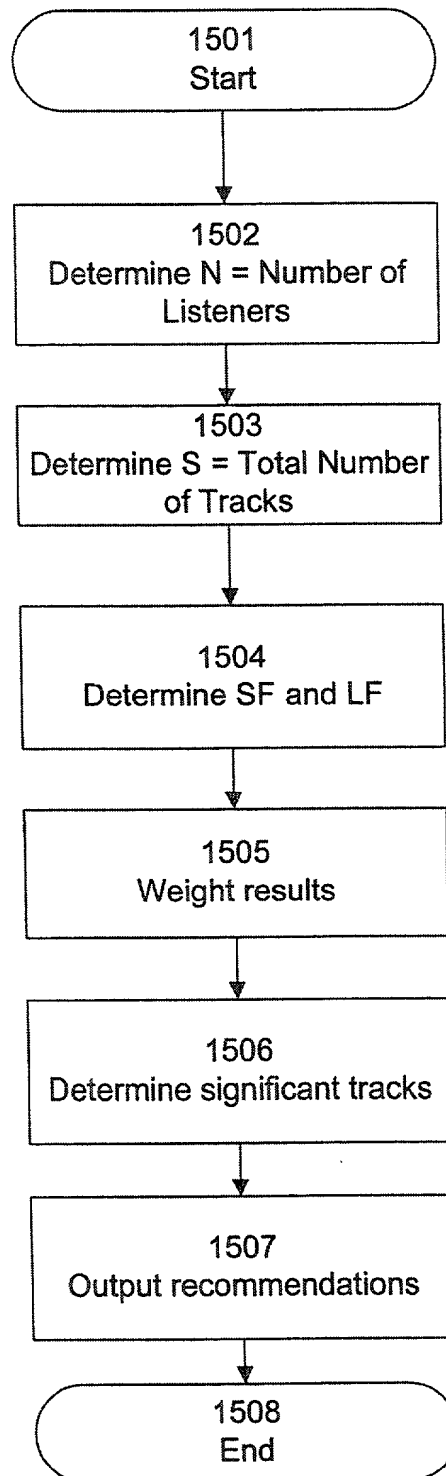 1501
Start
1502
Determine N = Number of
Listeners
1503
Determine S = Total Number
of Tracks
1504
Determine SF and LF
1505
Weight results
1506
Determine significant tracks
1507
Output recommendations
1508
End